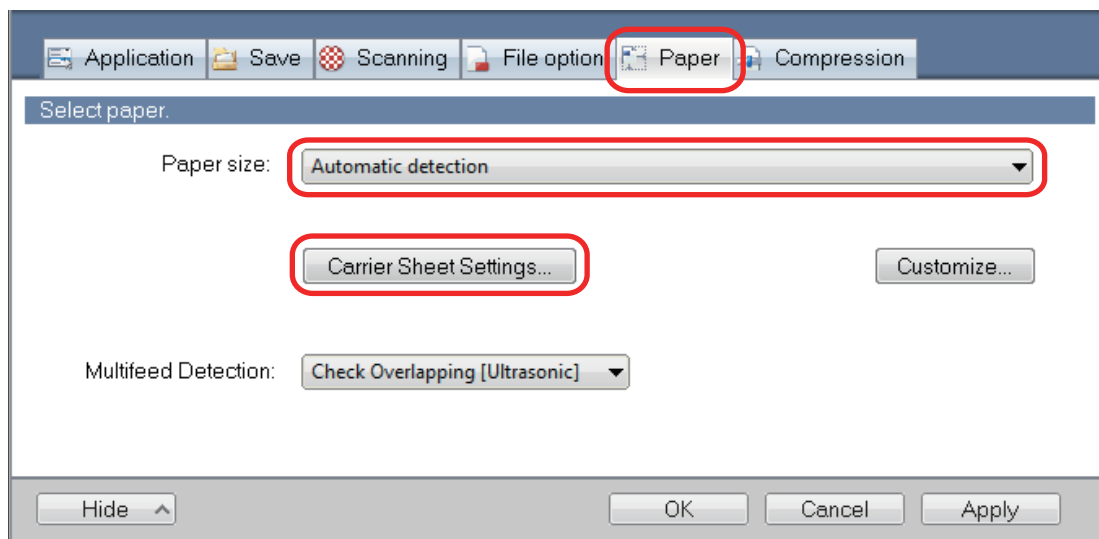 Application Save Scanning File option Paper Compression
Select paper.
Paper size: Automatic detection
Carrier Sheet Settings... Customize...
Multifeed Detection: Check Overlapping [Ultrasonic]
Hide OK Cancel Apply